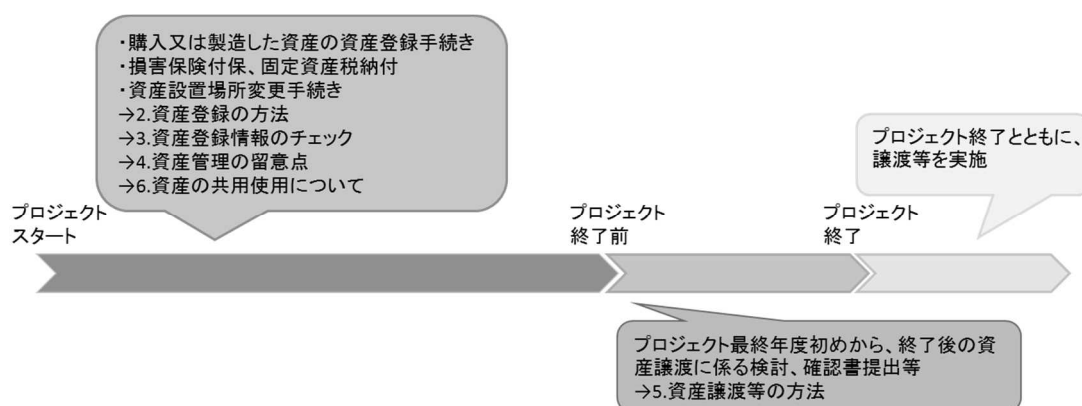 ・購入又は製造した資産の資産登録手続き
・損害保険付保、固定資産税納付
・資産設置場所変更手続き
→2.資産登録の方法
→3.資産登録情報のチェック
→4.資産管理の留意点
→6.資産の共用使用について
プロジェクト終了とともに、
譲渡等を実施
プロジェクト
スタート
プロジェクト
終了前
プロジェクト
終了
プロジェクト最終年度初めから、終了後の資
産譲渡に係る検討、確認書提出等
→5.資産譲渡等の方法